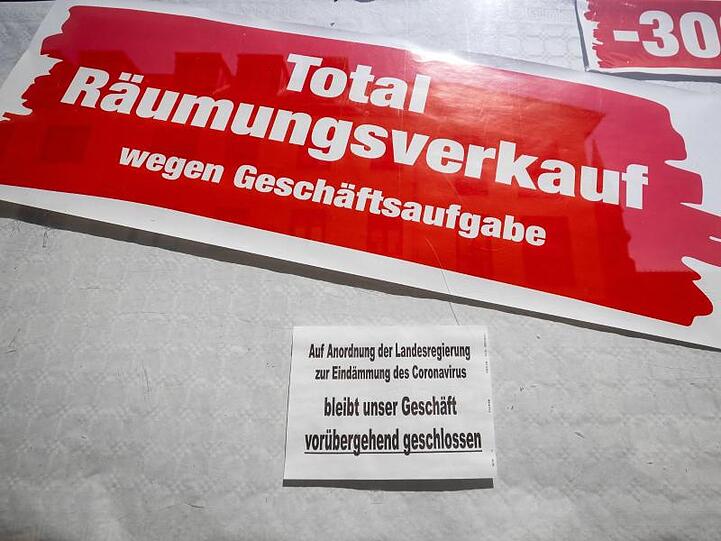 -30
Total
Räumungsverkauf
wegen Geschäftsaufgabe
Auf Anordnung der Landesregierung
zur Eindämmung des Coronavirus
bleibt unser Geschäft
vorübergehend geschlossen